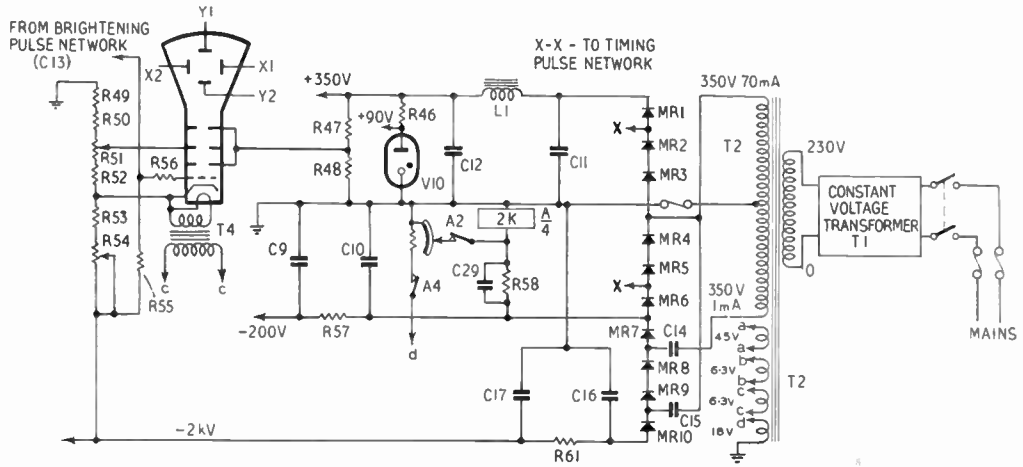 Y1
FROM BRIGHTENING
PULSE NETWORK
(C13)
X2
X1
Y2
X-X - TO TIMING
PULSE NETWORK
+350V
350V 70mA
R49
R50
R51
R52
R53
R54
R55
R56
T4
c
c
R47
R48
+90V
R46
V10
C12
L1
C11
MR1
X
MR2
MR3
T2
230V
CONSTANT
VOLTAGE
TRANSFORMER
T1
0
MAINS
C9
C10
A2
2K
A/4
A4
C29
R58
d
MR4
MR5
X
MR6
MR7
350V
1mA
C14
-200V
R57
MR8
MR9
C15
MR10
C17
C16
-2kV
R61
a
45V
a
b
6.3V
b
c
6.3V
c
d
18V
T2